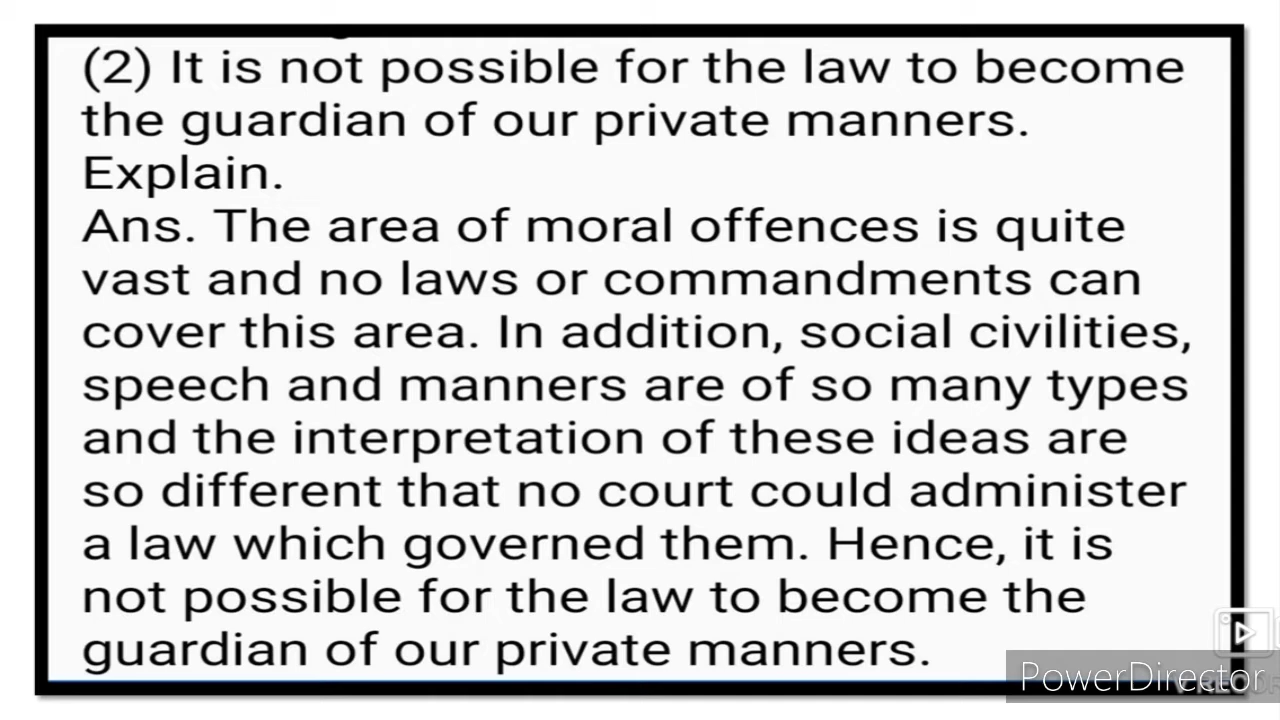 (2) It is not possible for the law to become
the guardian of our private manners.
Explain.
Ans. The area of moral offences is quite
vast and no laws or commandments can
cover this area. In addition, social civilities,
speech and manners are of so many types
and the interpretation of these ideas are
so different that no court could administer
a law which governed them. Hence, it is
not possible for the law to become the
guardian of our private manners.
PowerDirector